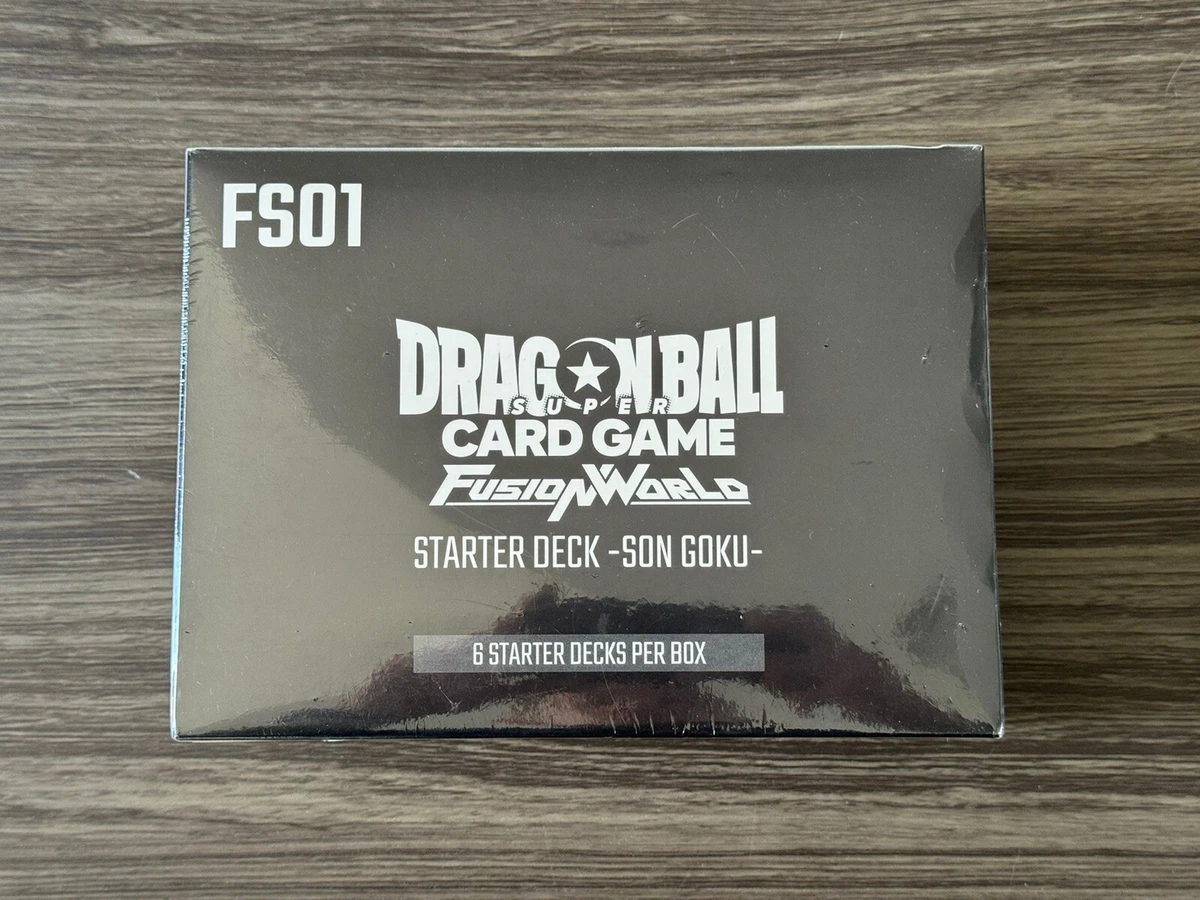 FS01
DRAGON BALL
SUPER
CARD GAME
FUSION WORLD
STARTER DECK -SON GOKU-
6 STARTER DECKS PER BOX